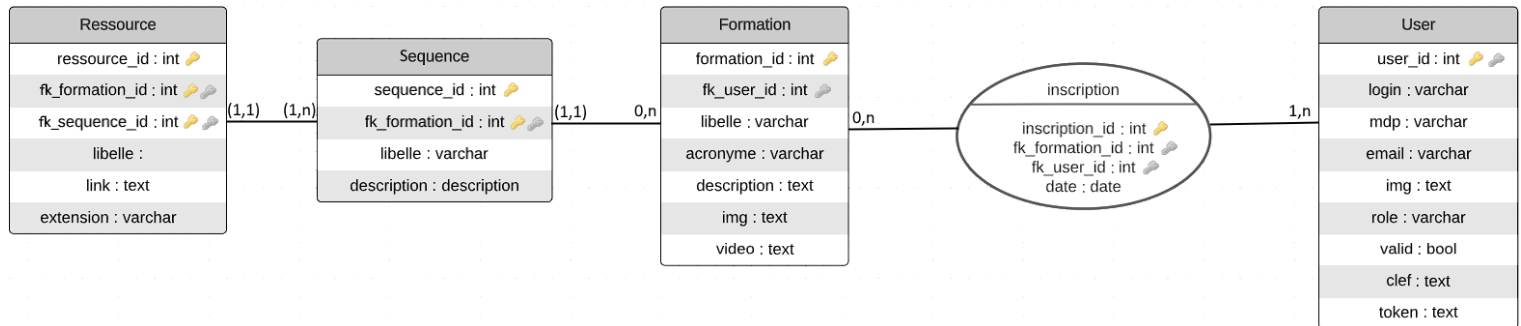 Ressource
ressource_id : int
fk_formation_id : int
fk_sequence_id : int
libelle :
link : text
extension : varchar
(1,1)
(1,n)
Sequence
sequence_id : int
fk_formation_id : int
libelle : varchar
description : description
(1,1)
0,n
Formation
formation_id : int
fk_user_id : int
libelle : varchar
acronyme : varchar
description : text
img : text
video : text
0,n
inscription
inscription_id : int
fk_formation_id : int
fk_user_id : int
date : date
1,n
User
user_id : int
login : varchar
mdp : varchar
email : varchar
img : text
role : varchar
valid : bool
clef : text
token : text